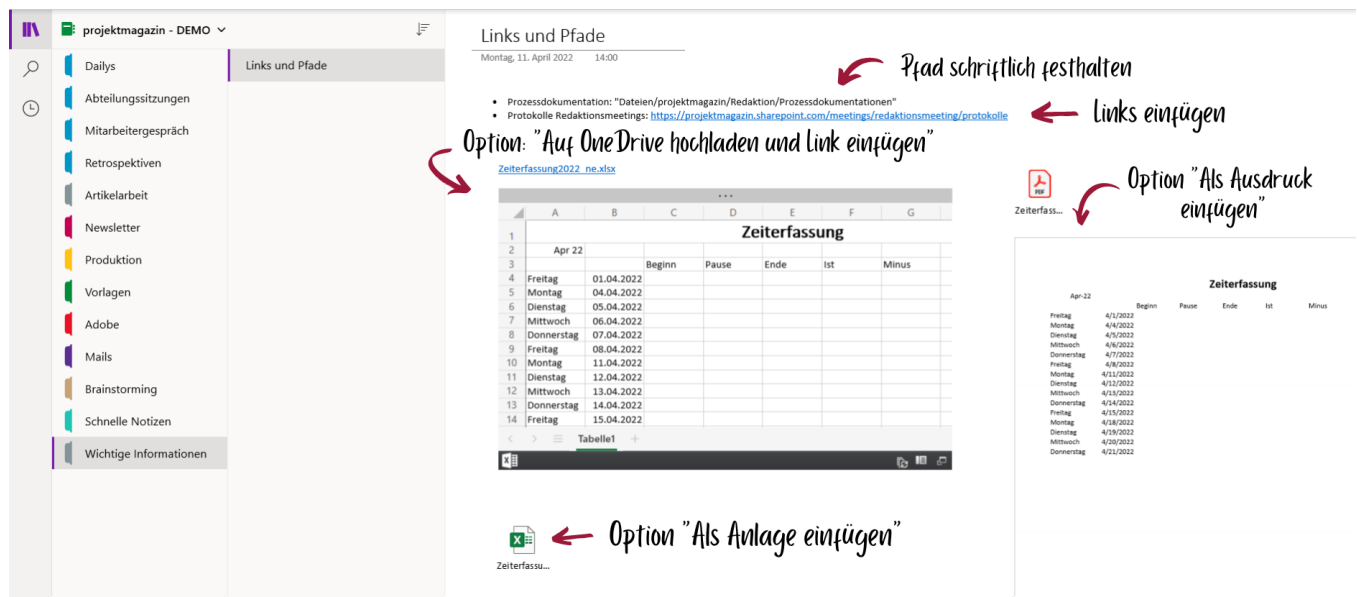 projektmagazin - DEMO
Dailys
Abteilungssitzungen
Mitarbeitergespräch
Retrospektiven
Artikelarbeit
Newsletter
Produktion
Vorlagen
Adobe
Mails
Brainstorming
Schnelle Notizen
Wichtige Informationen
Links und Pfade
Links und Pfade
Montag, 11. April 2022 14:00
Pfad schriftlich festhalten
• Prozessdokumentation: "Dateien/projektmagazin/Redaktion/Prozessdokumentationen"
• Protokolle Redaktionsmeetings: https://projektmagazin.sharepoint.com/meetings/redaktionsmeeting/protokolle
Links einfügen
Option: "Auf OneDrive hochladen und Link einfügen"
Zeiterfassung2022_ne.xlsx
A B C D E F G
1 Zeiterfassung
2 Apr 22
3 Beginn Pause Ende Ist Minus
4 Freitag 01.04.2022
5 Montag 04.04.2022
6 Dienstag 05.04.2022
7 Mittwoch 06.04.2022
8 Donnerstag 07.04.2022
9 Freitag 08.04.2022
10 Montag 11.04.2022
11 Dienstag 12.04.2022
12 Mittwoch 13.04.2022
13 Donnerstag 14.04.2022
14 Freitag 15.04.2022
Tabelle1
Option "Als Anlage einfügen"
Zeiterfassu...
PDF
Zeiterfass...
Option "Als Ausdruck
einfügen"
Zeiterfassung
Apr-22
Beginn Pause Ende Ist Minus
Freitag 4/1/2022
Montag 4/4/2022
Dienstag 4/5/2022
Mittwoch 4/6/2022
Donnerstag 4/7/2022
Freitag 4/8/2022
Montag 4/11/2022
Dienstag 4/12/2022
Mittwoch 4/13/2022
Donnerstag 4/14/2022
Freitag 4/15/2022
Montag 4/18/2022
Dienstag 4/19/2022
Mittwoch 4/20/2022
Donnerstag 4/21/2022